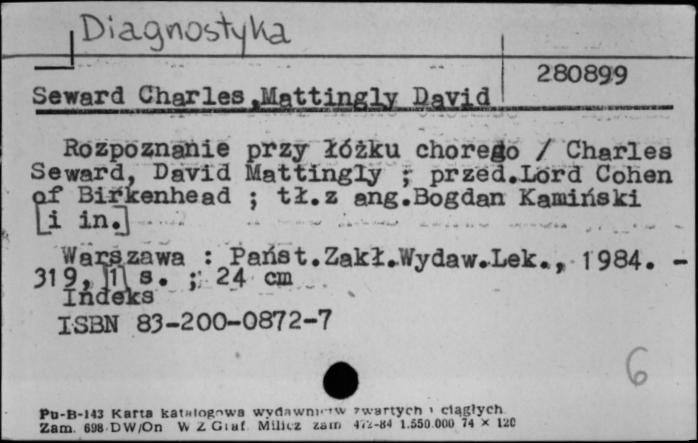 Diagnostyka
280899
Seward Charles, Mattingly David
Rozpoznanie przy łóżku chorego / Charles
Seward, David Mattingly ; przed.Lord Cohen
of Birkenhead ; tł.z ang.Bogdan Kamiński
[i in.]
Warszawa : Państ.Zakł.Wydaw.Lek., 1984. -
319, [1] s. ; 24 cm
Indeks
ISBN 83-200-0872-7
6
Pu-B-143 Karta katalogowa wydawnictw zwartych i ciągłych
Zam. 698 DW/On W Z Graf Milicz zam 472-84 1.550.000 74 × 120